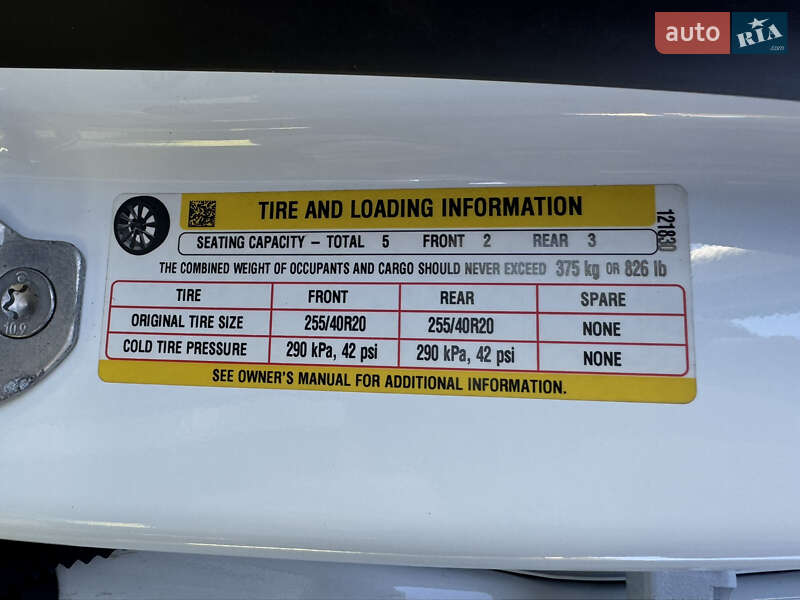 auto RIA .com
TIRE AND LOADING INFORMATION
121830
SEATING CAPACITY – TOTAL 5 FRONT 2 REAR 3
THE COMBINED WEIGHT OF OCCUPANTS AND CARGO SHOULD NEVER EXCEED 375 kg OR 826 lb
TIRE FRONT REAR SPARE
ORIGINAL TIRE SIZE 255/40R20 255/40R20 NONE
COLD TIRE PRESSURE 290 kPa, 42 psi 290 kPa, 42 psi NONE
SEE OWNER'S MANUAL FOR ADDITIONAL INFORMATION.
10.9